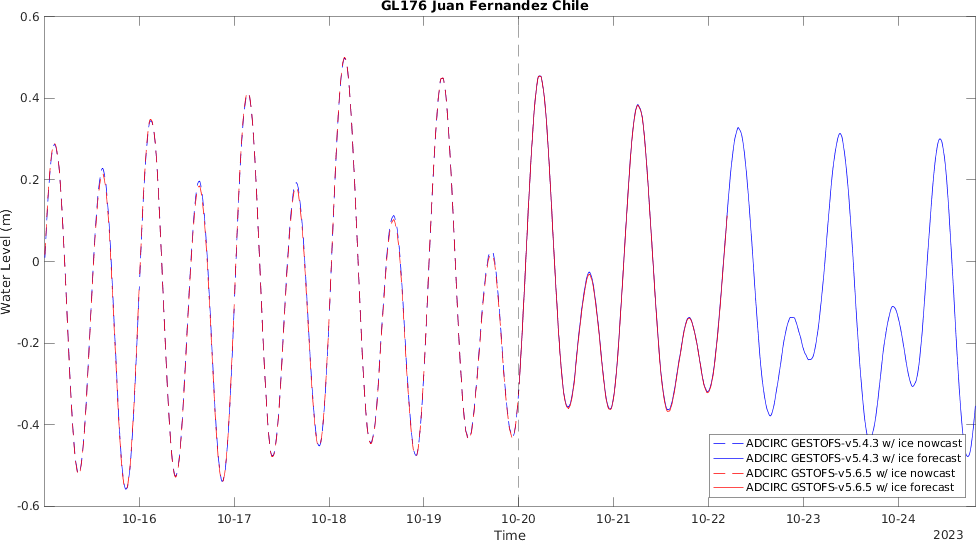 GL176 Juan Fernandez Chile
0.6
0.4
0.2
0
-0.2
-0.4
-0.6
Water Level (m)
10-16
10-17
10-18
10-19
10-20
10-21
10-22
10-23
10-24
Time
2023
ADCIRC GESTOFS-v5.4.3 w/ ice nowcast
ADCIRC GESTOFS-v5.4.3 w/ ice forecast
ADCIRC GSTOFS-v5.6.5 w/ ice nowcast
ADCIRC GSTOFS-v5.6.5 w/ ice forecast